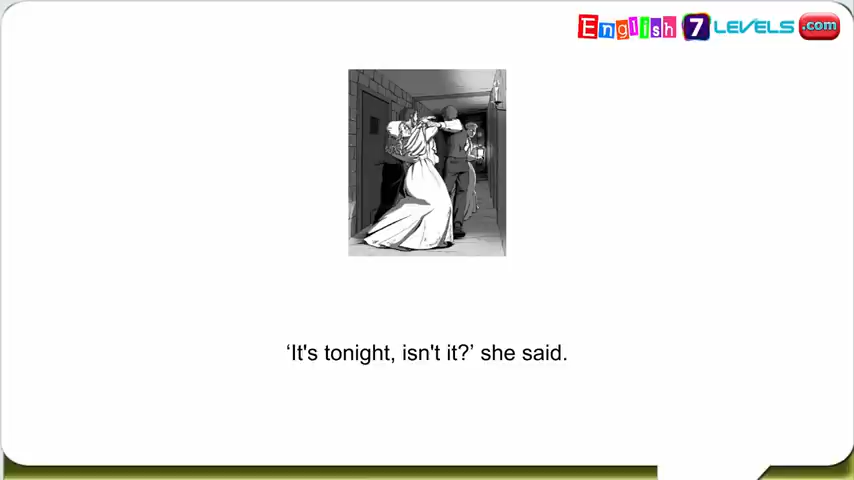 English 7 LEVELS .com
‘It's tonight, isn't it?’ she said.